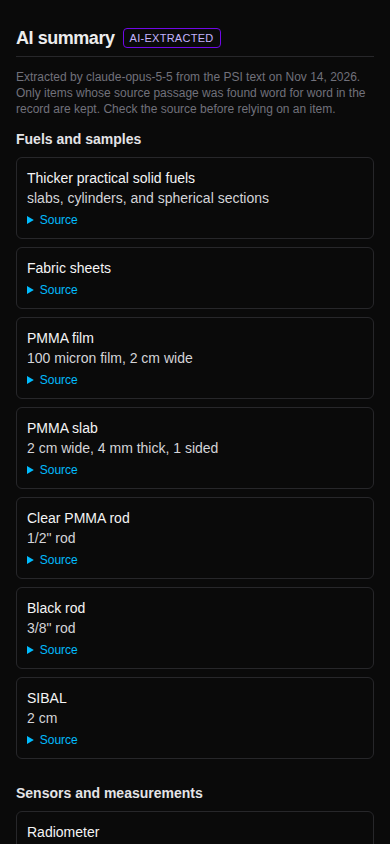 AI summary AI-EXTRACTED
Extracted by claude-opus-5-5 from the PSI text on Nov 14, 2026.
Only items whose source passage was found word for word in the
record are kept. Check the source before relying on an item.
Fuels and samples
Thicker practical solid fuels
slabs, cylinders, and spherical sections
Source
Fabric sheets
Source
PMMA film
100 micron film, 2 cm wide
Source
PMMA slab
2 cm wide, 4 mm thick, 1 sided
Source
Clear PMMA rod
1/2" rod
Source
Black rod
3/8" rod
Source
SIBAL
2 cm
Source
Sensors and measurements
Radiometer